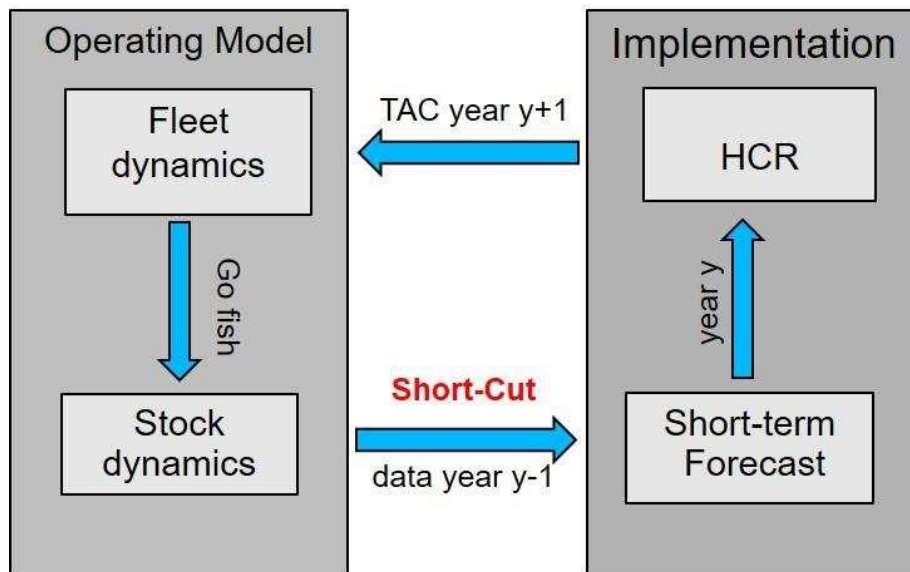 Operating Model
Fleet
dynamics
Go fish
Stock
dynamics
TAC year y+1
Short-Cut
data year y-1
Implementation
HCR
year y
Short-term
Forecast